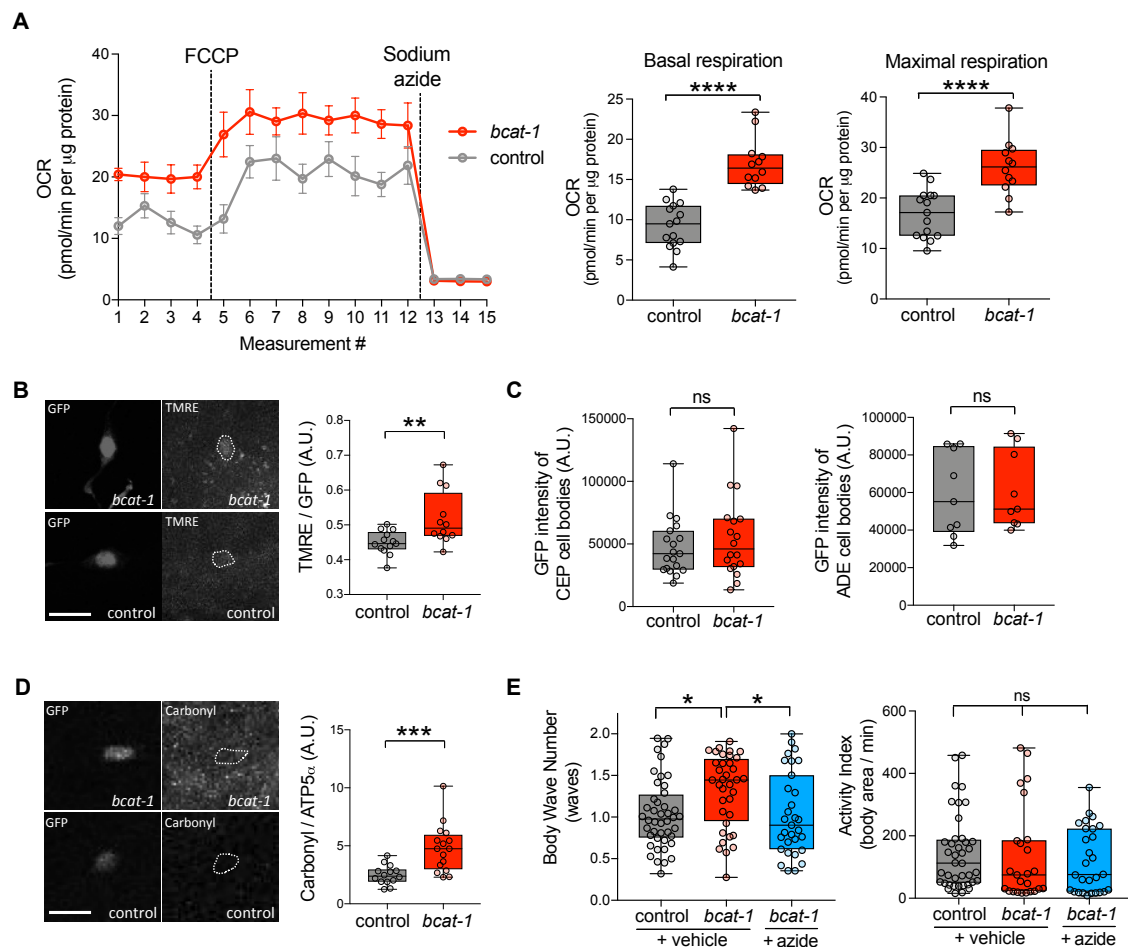 A
FCCP
Sodium
azide
OCR
(pmol/min per μg protein)
40
30
20
10
0
1 2 3 4 5 6 7 8 9 10 11 12 13 14 15
Measurement #
bcat-1
control
Basal respiration
****
OCR
(pmol/min per μg protein)
25
20
15
10
5
0
control bcat-1
Maximal respiration
****
OCR
(pmol/min per μg protein)
40
30
20
10
0
control bcat-1
B
GFP
TMRE
bcat-1
bcat-1
GFP
TMRE
control
control
TMRE / GFP (A.U.)
0.8
0.7
0.6
0.5
0.4
0.3
**
control bcat-1
C
GFP intensity of
CEP cell bodies (A.U.)
150000
100000
50000
0
ns
control bcat-1
GFP intensity of
ADE cell bodies (A.U.)
100000
80000
60000
40000
20000
0
ns
control bcat-1
D
GFP
Carbonyl
bcat-1
bcat-1
GFP
Carbonyl
control
control
Carbonyl / ATP5α (A.U.)
15
10
5
0
***
control bcat-1
E
Body Wave Number
(waves)
2.0
1.5
1.0
0.5
0.0
*
*
control bcat-1 bcat-1
+ vehicle + azide
Activity Index
(body area / min)
600
400
200
0
ns
control bcat-1 bcat-1
+ vehicle + azide